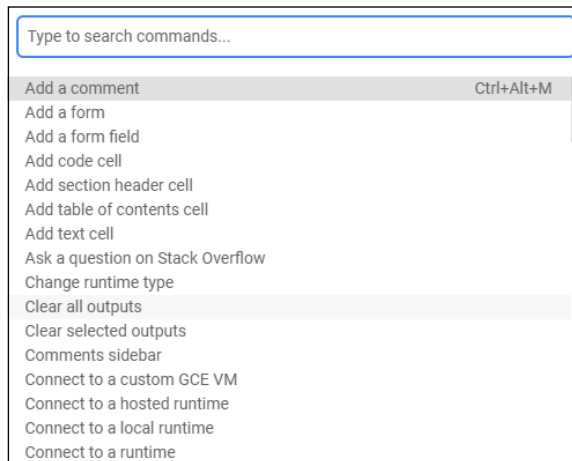 Type to search commands...
Add a comment Ctrl+Alt+M
Add a form
Add a form field
Add code cell
Add section header cell
Add table of contents cell
Add text cell
Ask a question on Stack Overflow
Change runtime type
Clear all outputs
Clear selected outputs
Comments sidebar
Connect to a custom GCE VM
Connect to a hosted runtime
Connect to a local runtime
Connect to a runtime